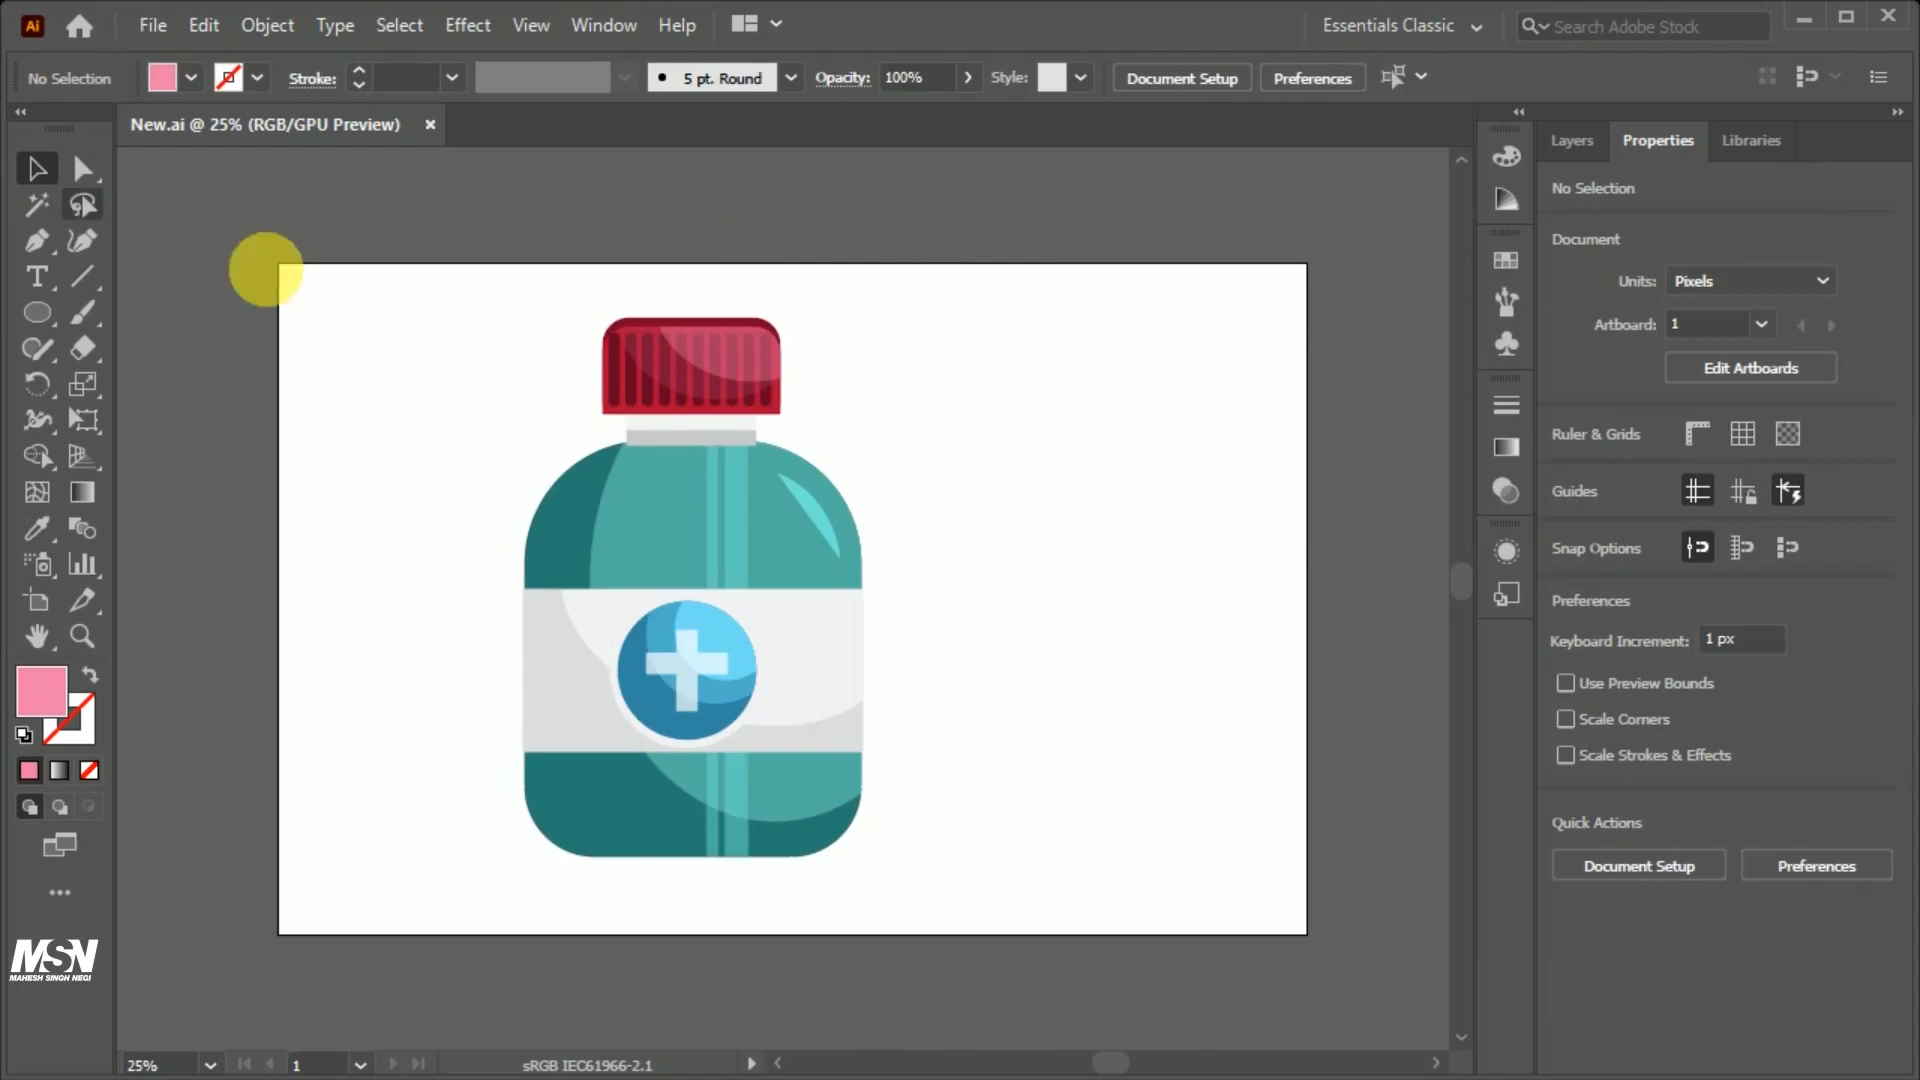 Ai File Edit Object Type Select Effect View Window Help Essentials Classic Search Adobe Stock
No Selection Stroke: 5 pt. Round Opacity: 100% Style: Document Setup Preferences
New.ai @ 25% (RGB/GPU Preview)
Layers Properties Libraries
No Selection
Document
Units: Pixels
Artboard: 1
Edit Artboards
Ruler & Grids
Guides
Snap Options
Preferences
Keyboard Increment: 1 px
Use Preview Bounds
Scale Corners
Scale Strokes & Effects
Quick Actions
Document Setup Preferences
MSN
MAHESH SINGH NEGI
25% 1 sRGB IEC61966-2.1